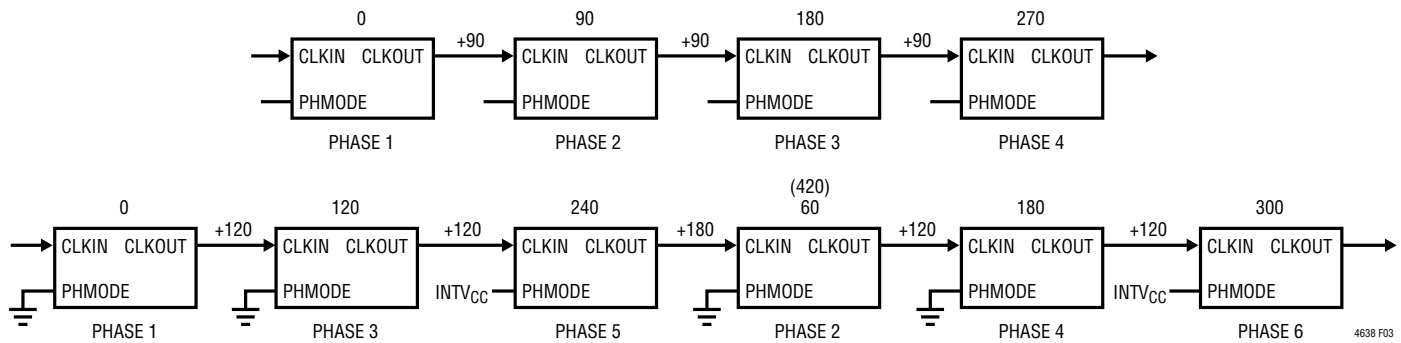 0 90 180 270
+90 +90 +90
CLKIN CLKOUT CLKIN CLKOUT CLKIN CLKOUT CLKIN CLKOUT
PHMODE PHMODE PHMODE PHMODE
PHASE 1 PHASE 2 PHASE 3 PHASE 4
(420)
0 120 240 60 180 300
+120 +120 +180 +120 +120
CLKIN CLKOUT CLKIN CLKOUT CLKIN CLKOUT CLKIN CLKOUT CLKIN CLKOUT CLKIN CLKOUT
PHMODE PHMODE INTVCC PHMODE PHMODE PHMODE INTVCC PHMODE
PHASE 1 PHASE 3 PHASE 5 PHASE 2 PHASE 4 PHASE 6
4638 F03